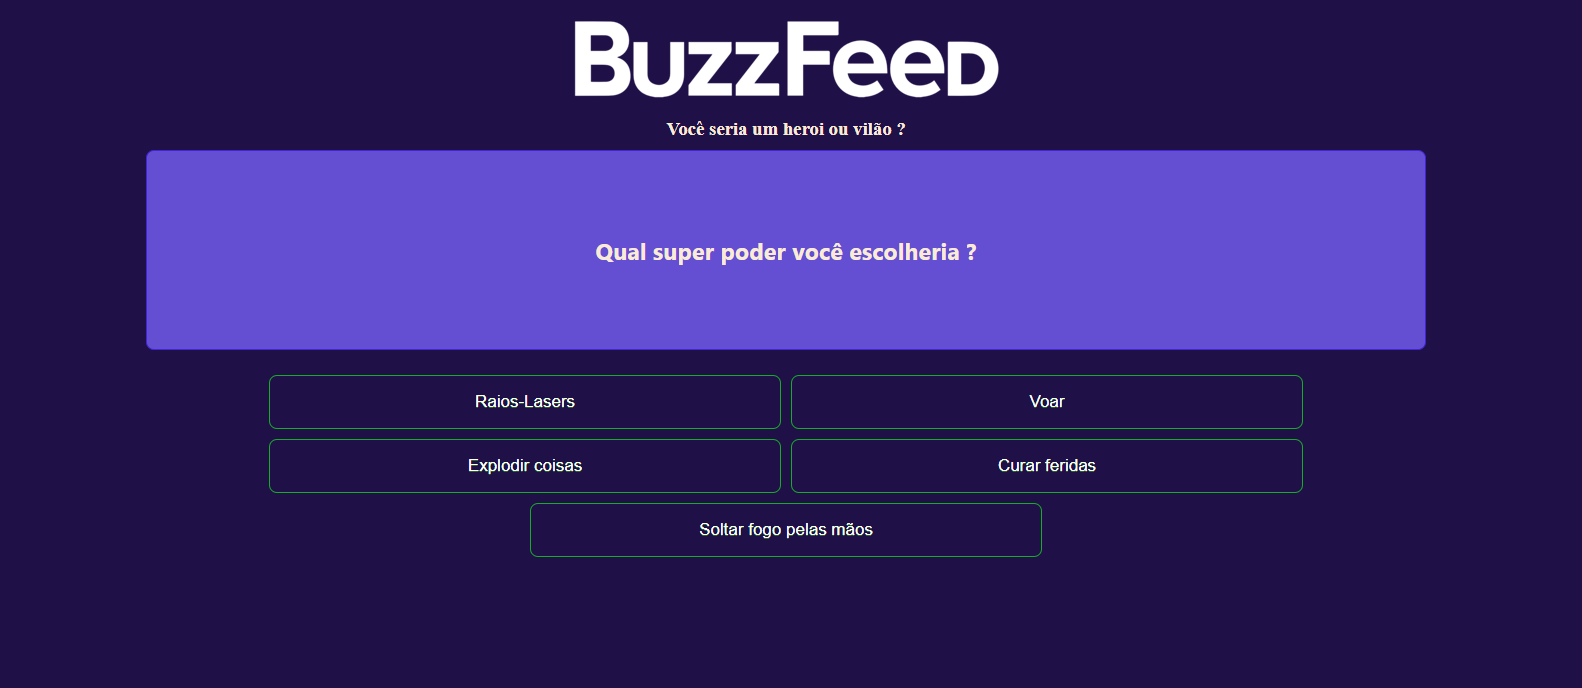 BuzzFeed
Você seria um heroi ou vilão ?
Qual super poder você escolheria ?
Raios-Lasers
Voar
Explodir coisas
Curar feridas
Soltar fogo pelas mãos